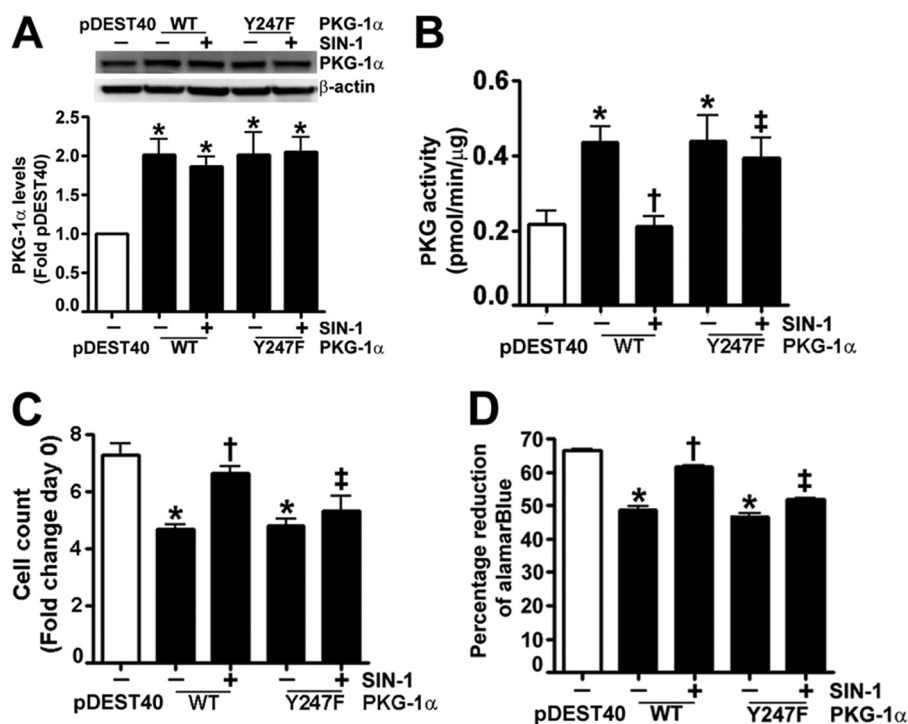 A
pDEST40 WT Y247F PKG-1α
– – + – + SIN-1
PKG-1α
β-actin
PKG-1α levels
(Fold pDEST40)
2.5
2.0
1.5
1.0
0.5
0.0
* * * *
– – + – + SIN-1
pDEST40 WT Y247F PKG-1α
B
PKG activity
(pmol/min/µg)
0.6
0.4
0.2
0.0
* † * ‡
– – + – + SIN-1
pDEST40 WT Y247F PKG-1α
C
Cell count
(Fold change day 0)
8
6
4
2
0
* † * ‡
– – + – + SIN-1
pDEST40 WT Y247F PKG-1α
D
Percentage reduction
of alamarBlue
70
60
50
40
30
20
10
0
* † * ‡
– – + – + SIN-1
pDEST40 WT Y247F PKG-1α